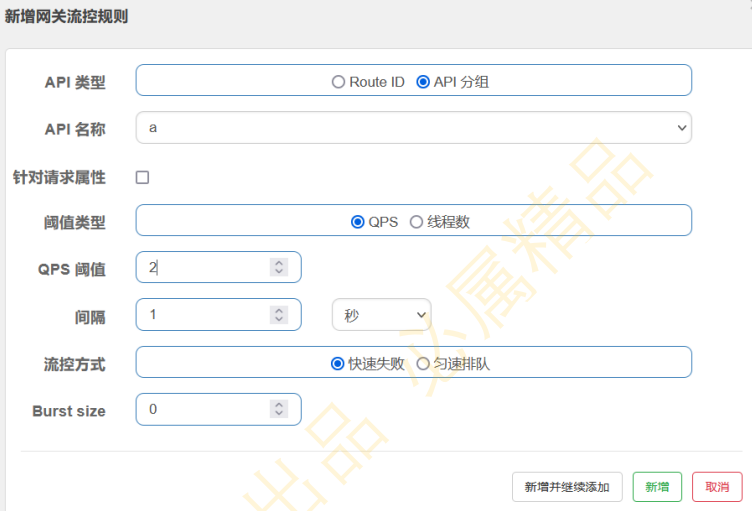 新增网关流控规则
API 类型 Route ID API 分组
API 名称 a
针对请求属性
阈值类型 QPS 线程数
QPS 阈值 2
间隔 1 秒
流控方式 快速失败 匀速排队
Burst size 0
新增并继续添加 新增 取消
出品 必属精品